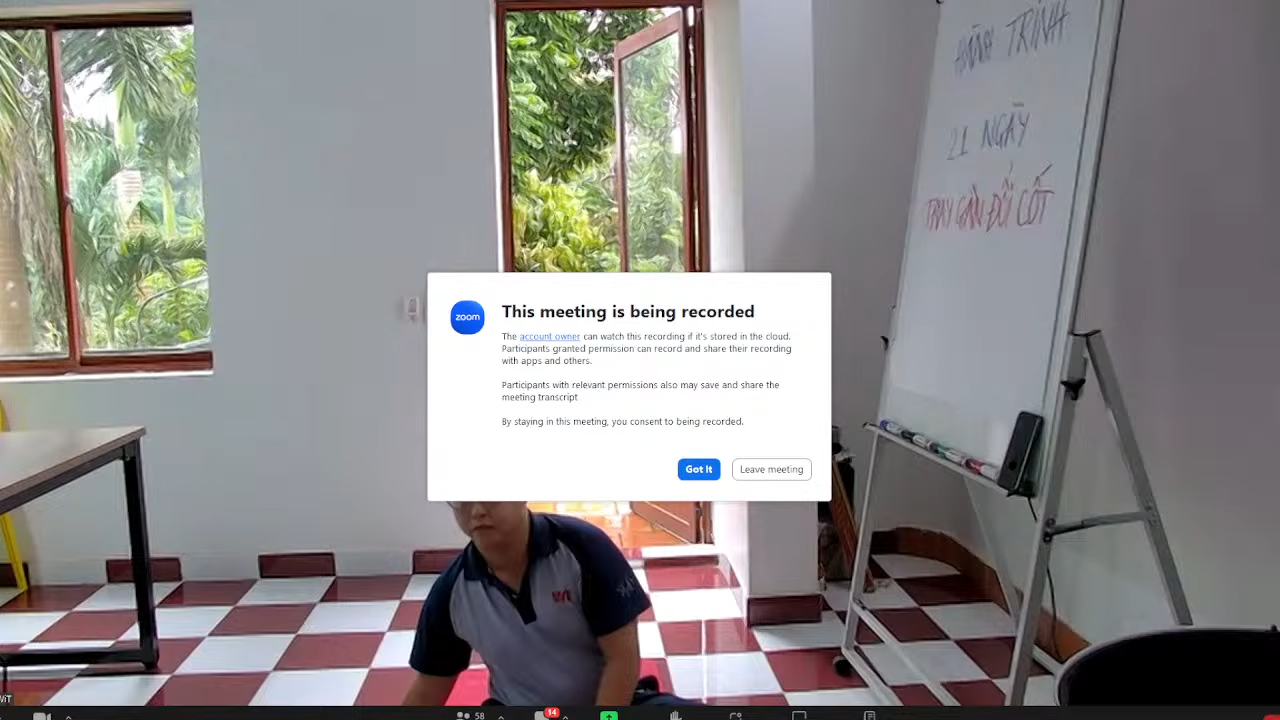 HÀNH TRÌNH
21 NGÀY
THAY GÂN ĐỔI CỐT
zoom
This meeting is being recorded
The account owner can watch this recording if it's stored in the cloud.
Participants granted permission can record and share their recording
with apps and others.
Participants with relevant permissions also may save and share the
meeting transcript
By staying in this meeting, you consent to being recorded.
Got It
Leave meeting
58
14